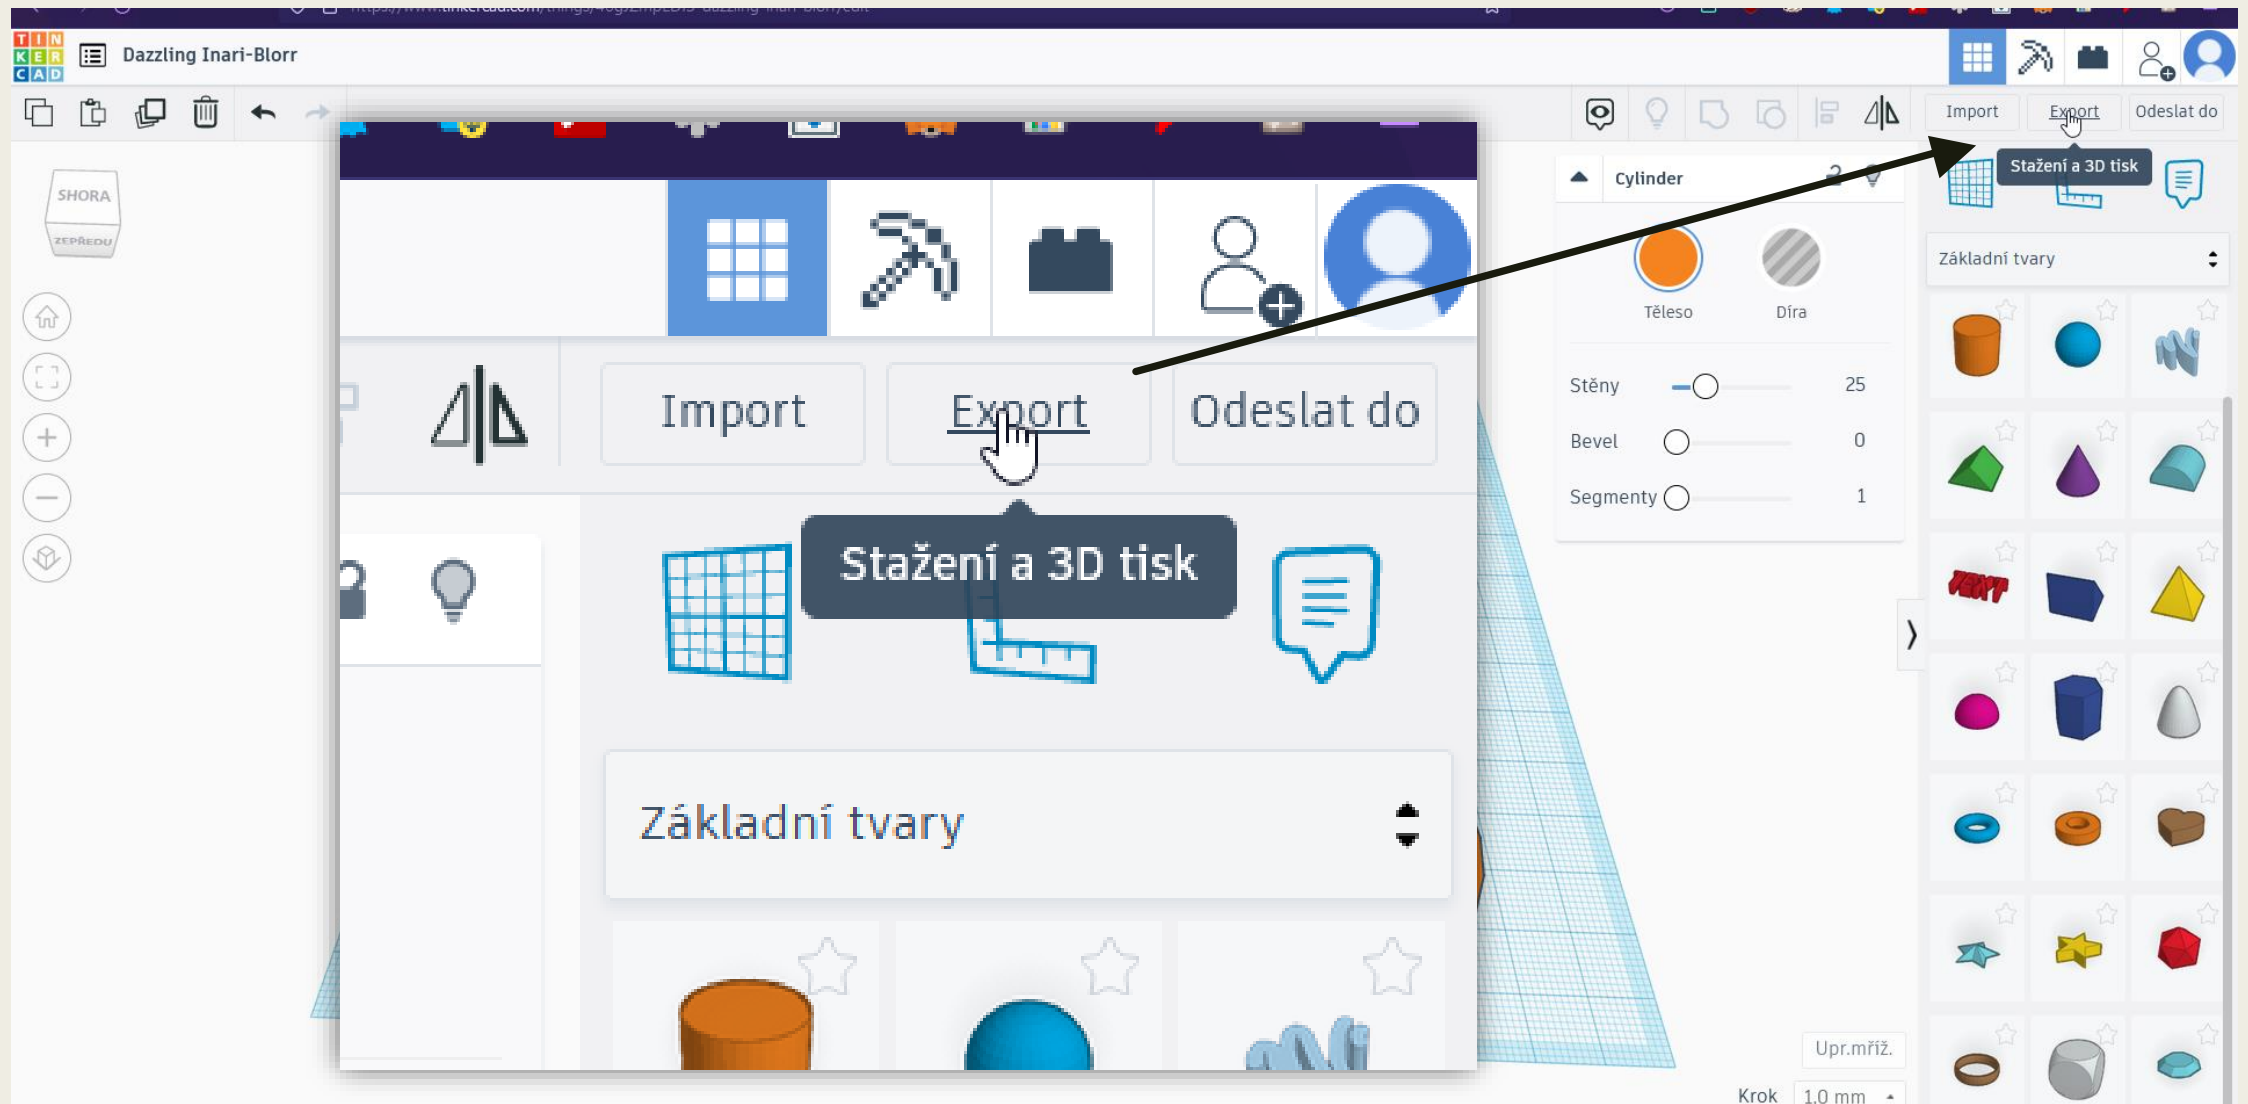 TIN
KER
CAD
Dazzling Inari-Blorr
Import
Export
Odeslat do
Stažení a 3D tisk
SHORA
ZEPŘEDU
Cylinder
Těleso
Díra
Stěny
25
Bevel
0
Segmenty
1
Základní tvary
TEXT
Upr.mříž.
Krok
1.0 mm
Import
Export
Odeslat do
Stažení a 3D tisk
Základní tvary